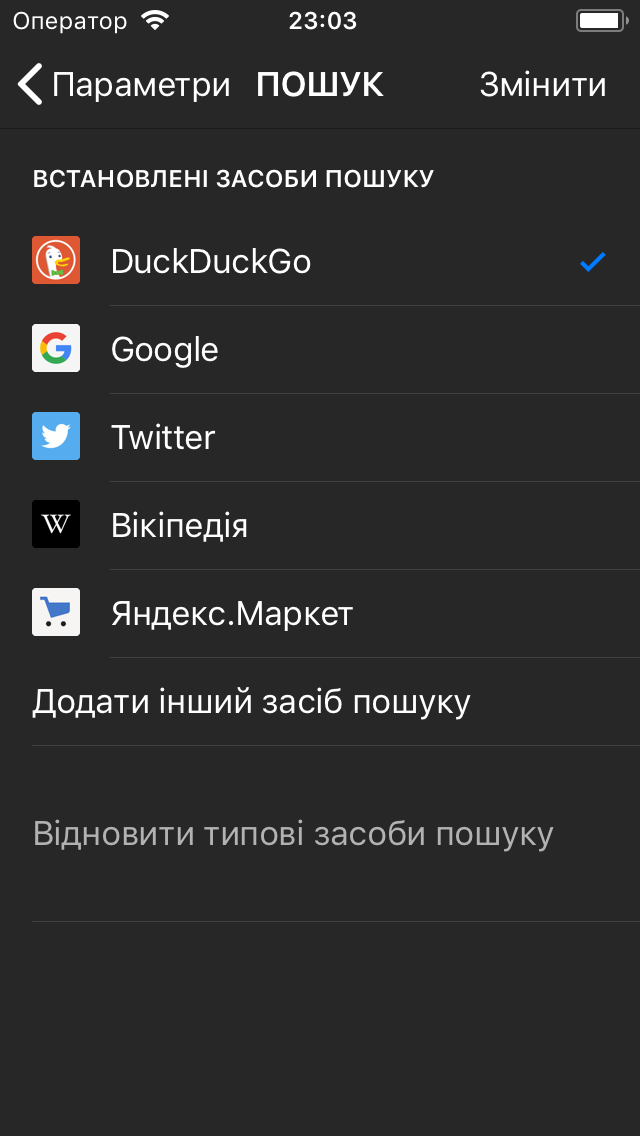 Оператор 23:03
Параметри ПОШУК Змінити
ВСТАНОВЛЕНІ ЗАСОБИ ПОШУКУ
DuckDuckGo
Google
Twitter
W Вікіпедія
Яндекс.Маркет
Додати інший засіб пошуку
Відновити типові засоби пошуку